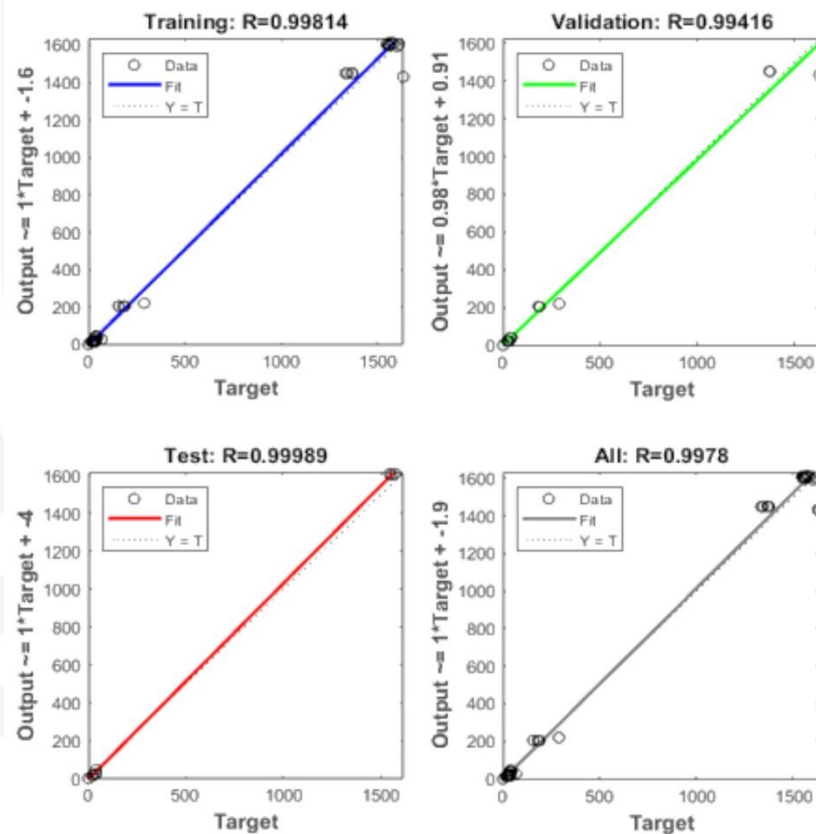 Training: R=0.99814
Output ~= 1*Target + -1.6
1600
1400
1200
1000
800
600
400
200
0
Data
Fit
Y = T
0 500 1000 1500
Target
Validation: R=0.99416
Output ~= 0.98*Target + 0.91
1600
1400
1200
1000
800
600
400
200
0
Data
Fit
Y = T
0 500 1000 1500
Target
Test: R=0.99989
Output ~= 1*Target + -4
1600
1400
1200
1000
800
600
400
200
0
Data
Fit
Y = T
0 500 1000 1500
Target
All: R=0.9978
Output ~= 1*Target + -1.9
1600
1400
1200
1000
800
600
400
200
0
Data
Fit
Y = T
0 500 1000 1500
Target